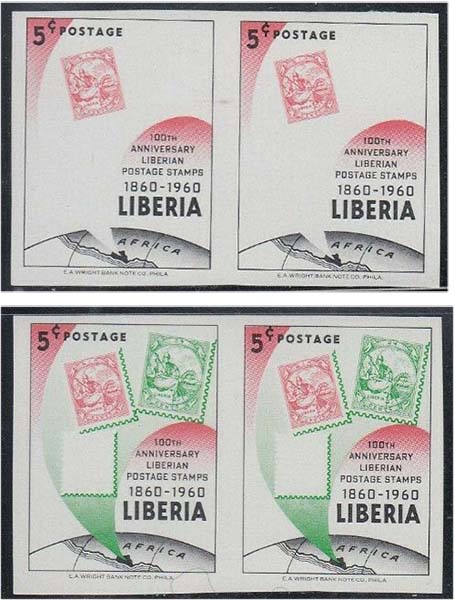 5¢ POSTAGE
100TH
ANNIVERSARY
LIBERIAN
POSTAGE STAMPS
1860-1960
LIBERIA
AFRICA
E.A. WRIGHT BANK NOTE CO., PHILA.
5¢ POSTAGE
100TH
ANNIVERSARY
LIBERIAN
POSTAGE STAMPS
1860-1960
LIBERIA
AFRICA
E.A. WRIGHT BANK NOTE CO., PHILA.
5¢ POSTAGE
LIBERIA
100TH
ANNIVERSARY
LIBERIAN
POSTAGE STAMPS
1860-1960
LIBERIA
AFRICA
E.A. WRIGHT BANK NOTE CO., PHILA.
5¢ POSTAGE
LIBERIA
100TH
ANNIVERSARY
LIBERIAN
POSTAGE STAMPS
1860-1960
LIBERIA
AFRICA
E.A. WRIGHT BANK NOTE CO., PHILA.